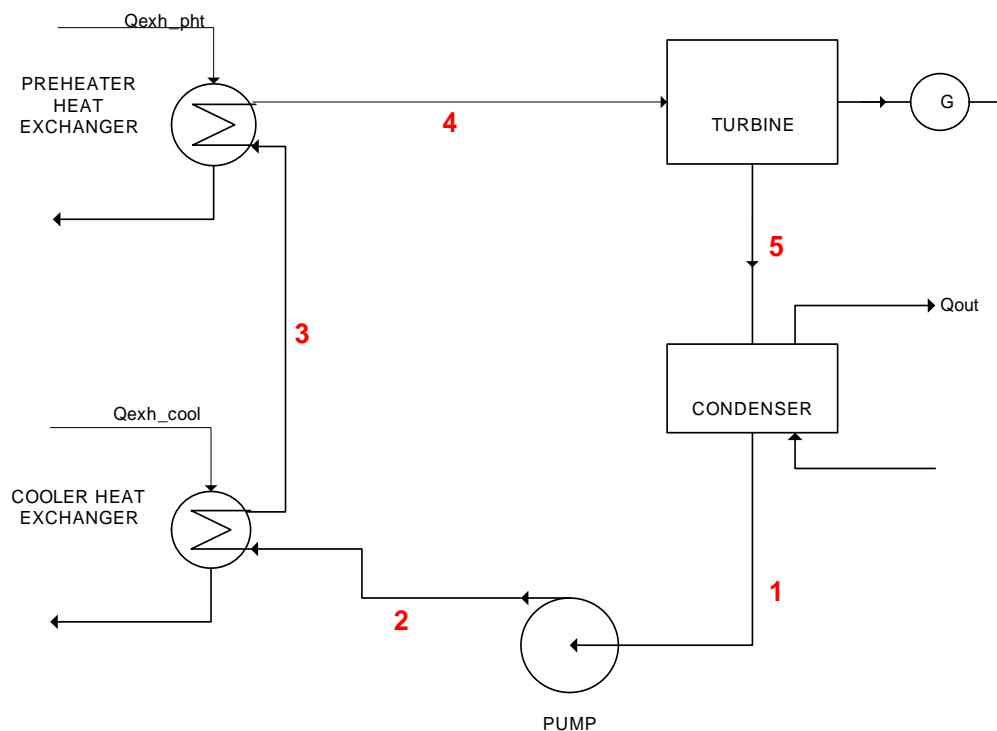 Qexh_pht
PREHEATER
HEAT
EXCHANGER
4
TURBINE
G
5
Qout
3
CONDENSER
Qexh_cool
COOLER HEAT
EXCHANGER
1
2
PUMP